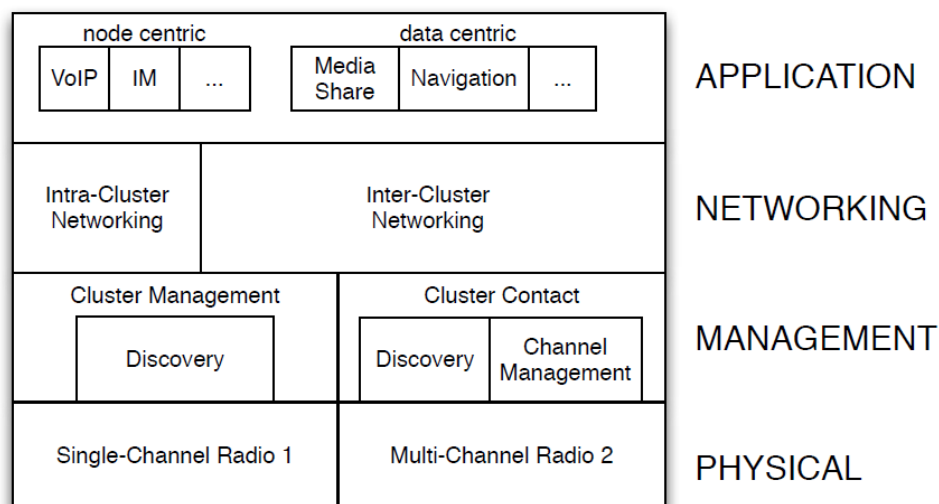 node centric
data centric
VoIP
IM
...
Media
Share
Navigation
...
APPLICATION
Intra-Cluster
Networking
Inter-Cluster
Networking
NETWORKING
Cluster Management
Discovery
Cluster Contact
Discovery
Channel
Management
MANAGEMENT
Single-Channel Radio 1
Multi-Channel Radio 2
PHYSICAL